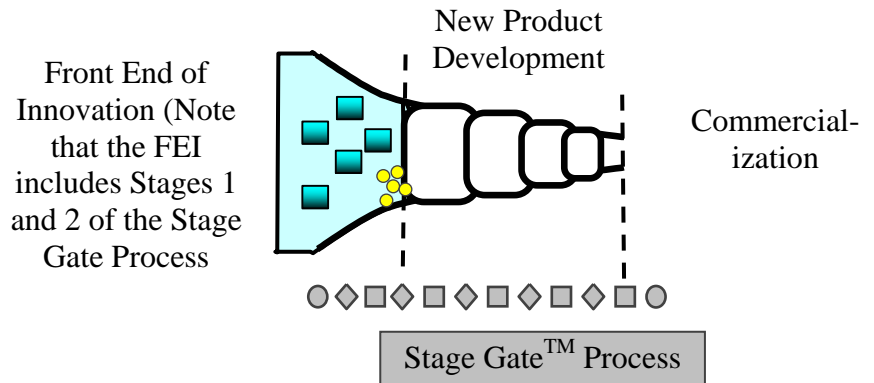 New Product
Development
Front End of
Innovation (Note
that the FEI
includes Stages 1
and 2 of the Stage
Gate Process
Commercial-
ization
Stage Gate™ Process